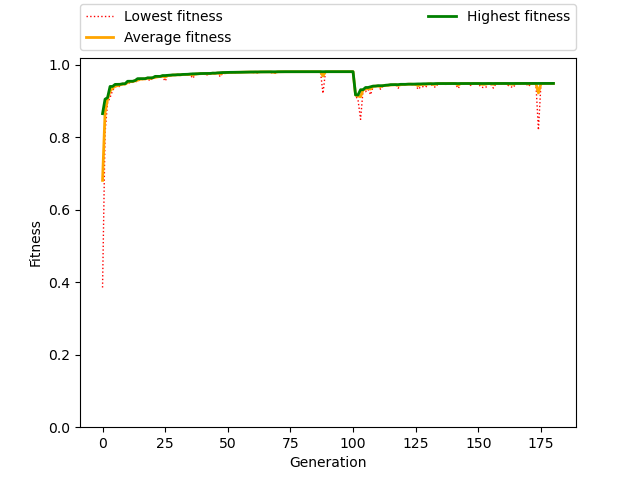 Lowest fitness
Average fitness
Highest fitness
1.0
0.8
0.6
0.4
0.2
0.0
Fitness
0 25 50 75 100 125 150 175
Generation